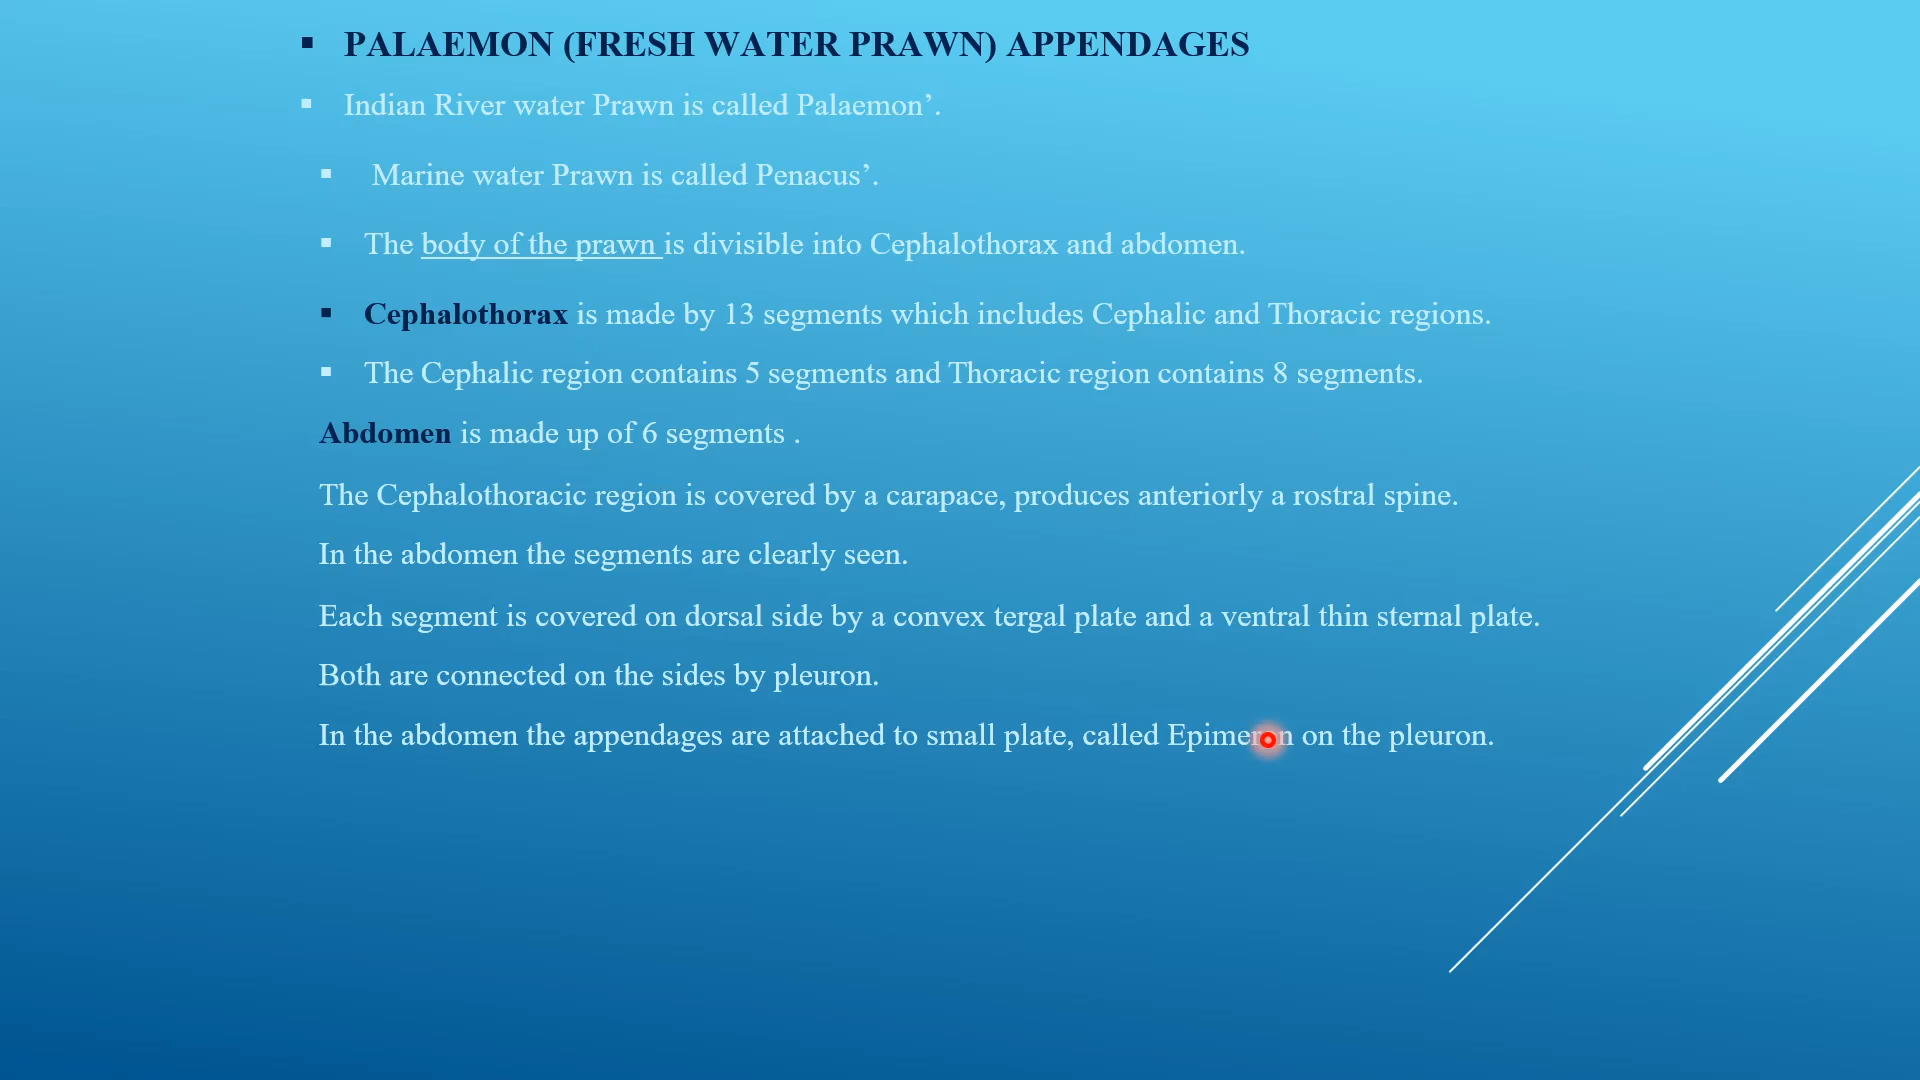 PALAEMON (FRESH WATER PRAWN) APPENDAGES
Indian River water Prawn is called Palaemon’.
Marine water Prawn is called Penacus’.
The body of the prawn is divisible into Cephalothorax and abdomen.
Cephalothorax is made by 13 segments which includes Cephalic and Thoracic regions.
The Cephalic region contains 5 segments and Thoracic region contains 8 segments.
Abdomen is made up of 6 segments .
The Cephalothoracic region is covered by a carapace, produces anteriorly a rostral spine.
In the abdomen the segments are clearly seen.
Each segment is covered on dorsal side by a convex tergal plate and a ventral thin sternal plate.
Both are connected on the sides by pleuron.
In the abdomen the appendages are attached to small plate, called Epimeron on the pleuron.